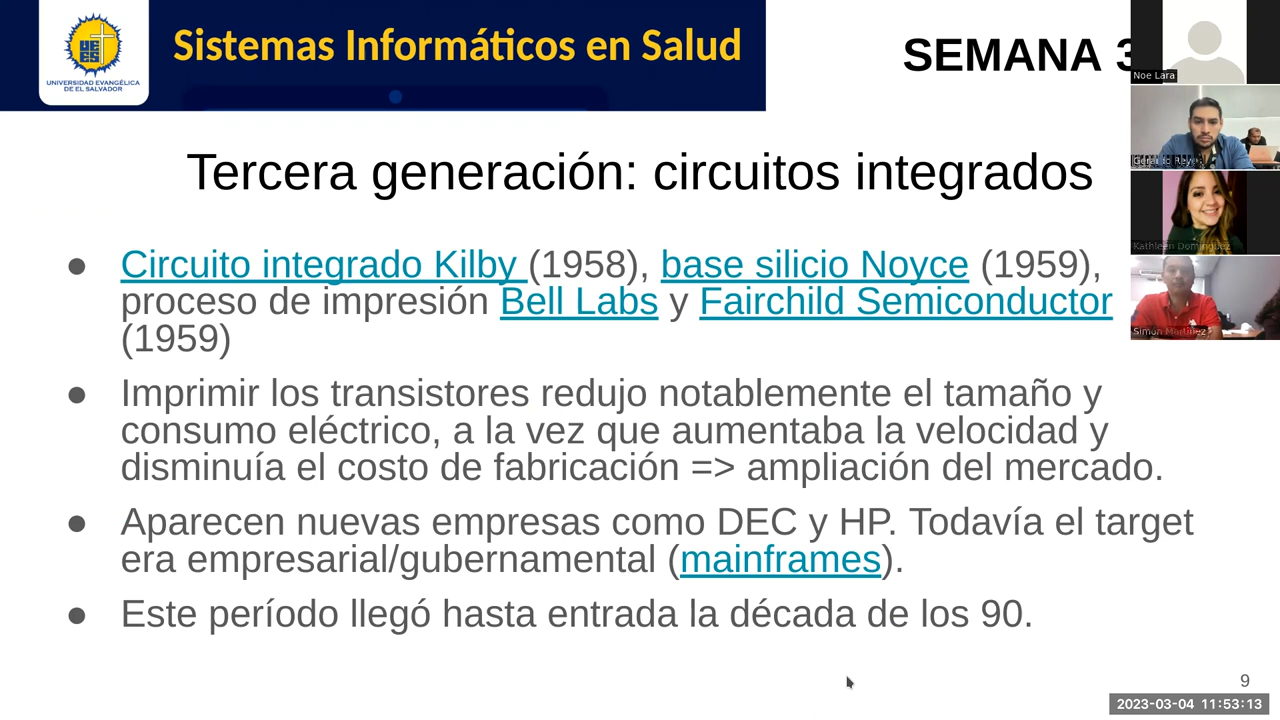 Sistemas Informáticos en Salud
UNIVERSIDAD EVANGÉLICA
DE EL SALVADOR
SEMANA 3
Noe Lara
Gerardo Reyes
Kathleen Domínguez
Simón Martínez
Tercera generación: circuitos integrados
● Circuito integrado Kilby (1958), base silicio Noyce (1959),
proceso de impresión Bell Labs y Fairchild Semiconductor
(1959)
● Imprimir los transistores redujo notablemente el tamaño y
consumo eléctrico, a la vez que aumentaba la velocidad y
disminuía el costo de fabricación => ampliación del mercado.
● Aparecen nuevas empresas como DEC y HP. Todavía el target
era empresarial/gubernamental (mainframes).
● Este período llegó hasta entrada la década de los 90.
9
2023-03-04 11:53:13